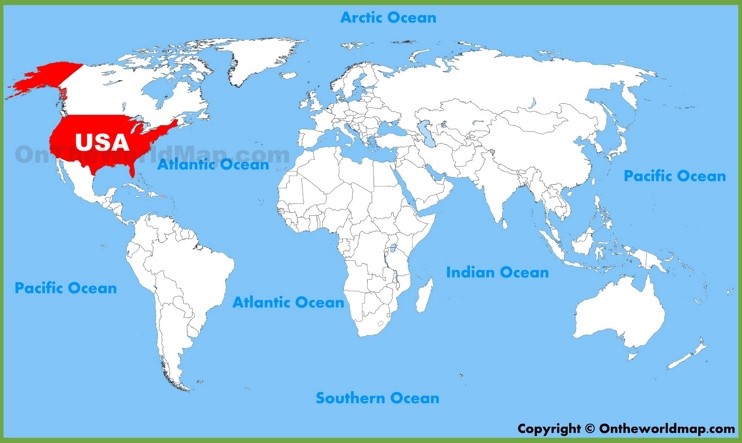 Arctic Ocean
USA
OnTheWorldMap.com
Atlantic Ocean
Pacific Ocean
Indian Ocean
Pacific Ocean
Atlantic Ocean
Southern Ocean
Copyright © Ontheworldmap.com